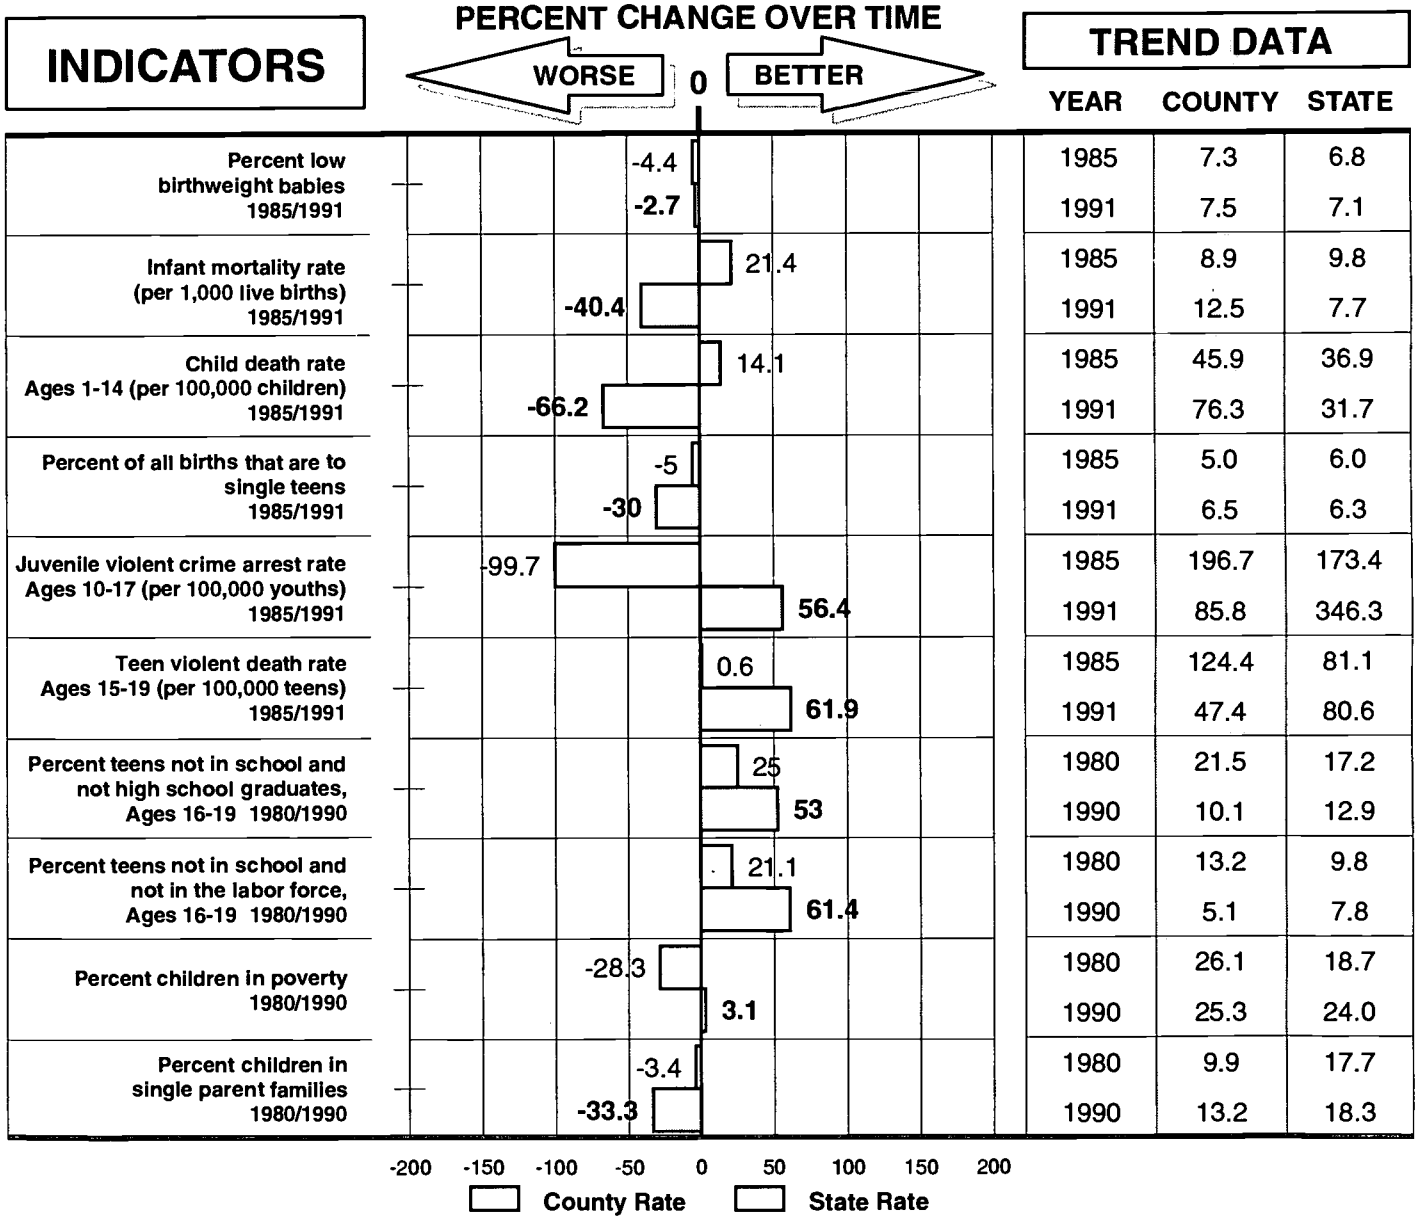 PERCENT CHANGE OVER TIME
INDICATORS
WORSE 0 BETTER
TREND DATA
YEAR COUNTY STATE
Percent low
birthweight babies
1985/1991
-4.4
-2.7
1985 7.3 6.8
1991 7.5 7.1
Infant mortality rate
(per 1,000 live births)
1985/1991
21.4
-40.4
1985 8.9 9.8
1991 12.5 7.7
Child death rate
Ages 1-14 (per 100,000 children)
1985/1991
14.1
-66.2
1985 45.9 36.9
1991 76.3 31.7
Percent of all births that are to
single teens
1985/1991
-5
-30
1985 5.0 6.0
1991 6.5 6.3
Juvenile violent crime arrest rate
Ages 10-17 (per 100,000 youths)
1985/1991
-99.7
56.4
1985 196.7 173.4
1991 85.8 346.3
Teen violent death rate
Ages 15-19 (per 100,000 teens)
1985/1991
0.6
61.9
1985 124.4 81.1
1991 47.4 80.6
Percent teens not in school and
not high school graduates,
Ages 16-19 1980/1990
25
53
1980 21.5 17.2
1990 10.1 12.9
Percent teens not in school and
not in the labor force,
Ages 16-19 1980/1990
21.1
61.4
1980 13.2 9.8
1990 5.1 7.8
Percent children in poverty
1980/1990
-28.3
3.1
1980 26.1 18.7
1990 25.3 24.0
Percent children in
single parent families
1980/1990
-3.4
-33.3
1980 9.9 17.7
1990 13.2 18.3
-200 -150 -100 -50 0 50 100 150 200
County Rate State Rate